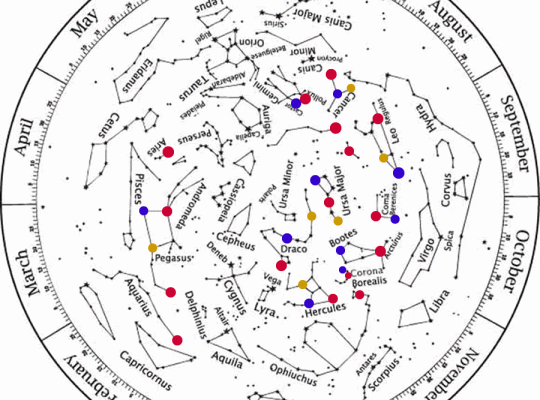 May
August
April
September
March
October
February
November
Lepus
Sirius
Canis Major
Rigel
Orion
Betelguese
Canis
Minor
Procyon
Eridanus
Taurus
Aldebaran
Gemini
Pollux
Castor
Cancer
Pleiades
Auriga
Capella
Leo
Regulus
Hydra
Cetus
Aries
Perseus
Pisces
Andromeda
Cassiopeia
Polaris
Ursa Minor
Ursa Major
Coma
Berenices
Corvus
Cepheus
Draco
Bootes
Arcturus
Virgo
Spica
Pegasus
Deneb
Vega
Corona
Borealis
Aquarius
Delphinius
Cygnus
Altair
Lyra
Hercules
Libra
Capricornus
Aquila
Ophiuchus
Antares
Scorpius